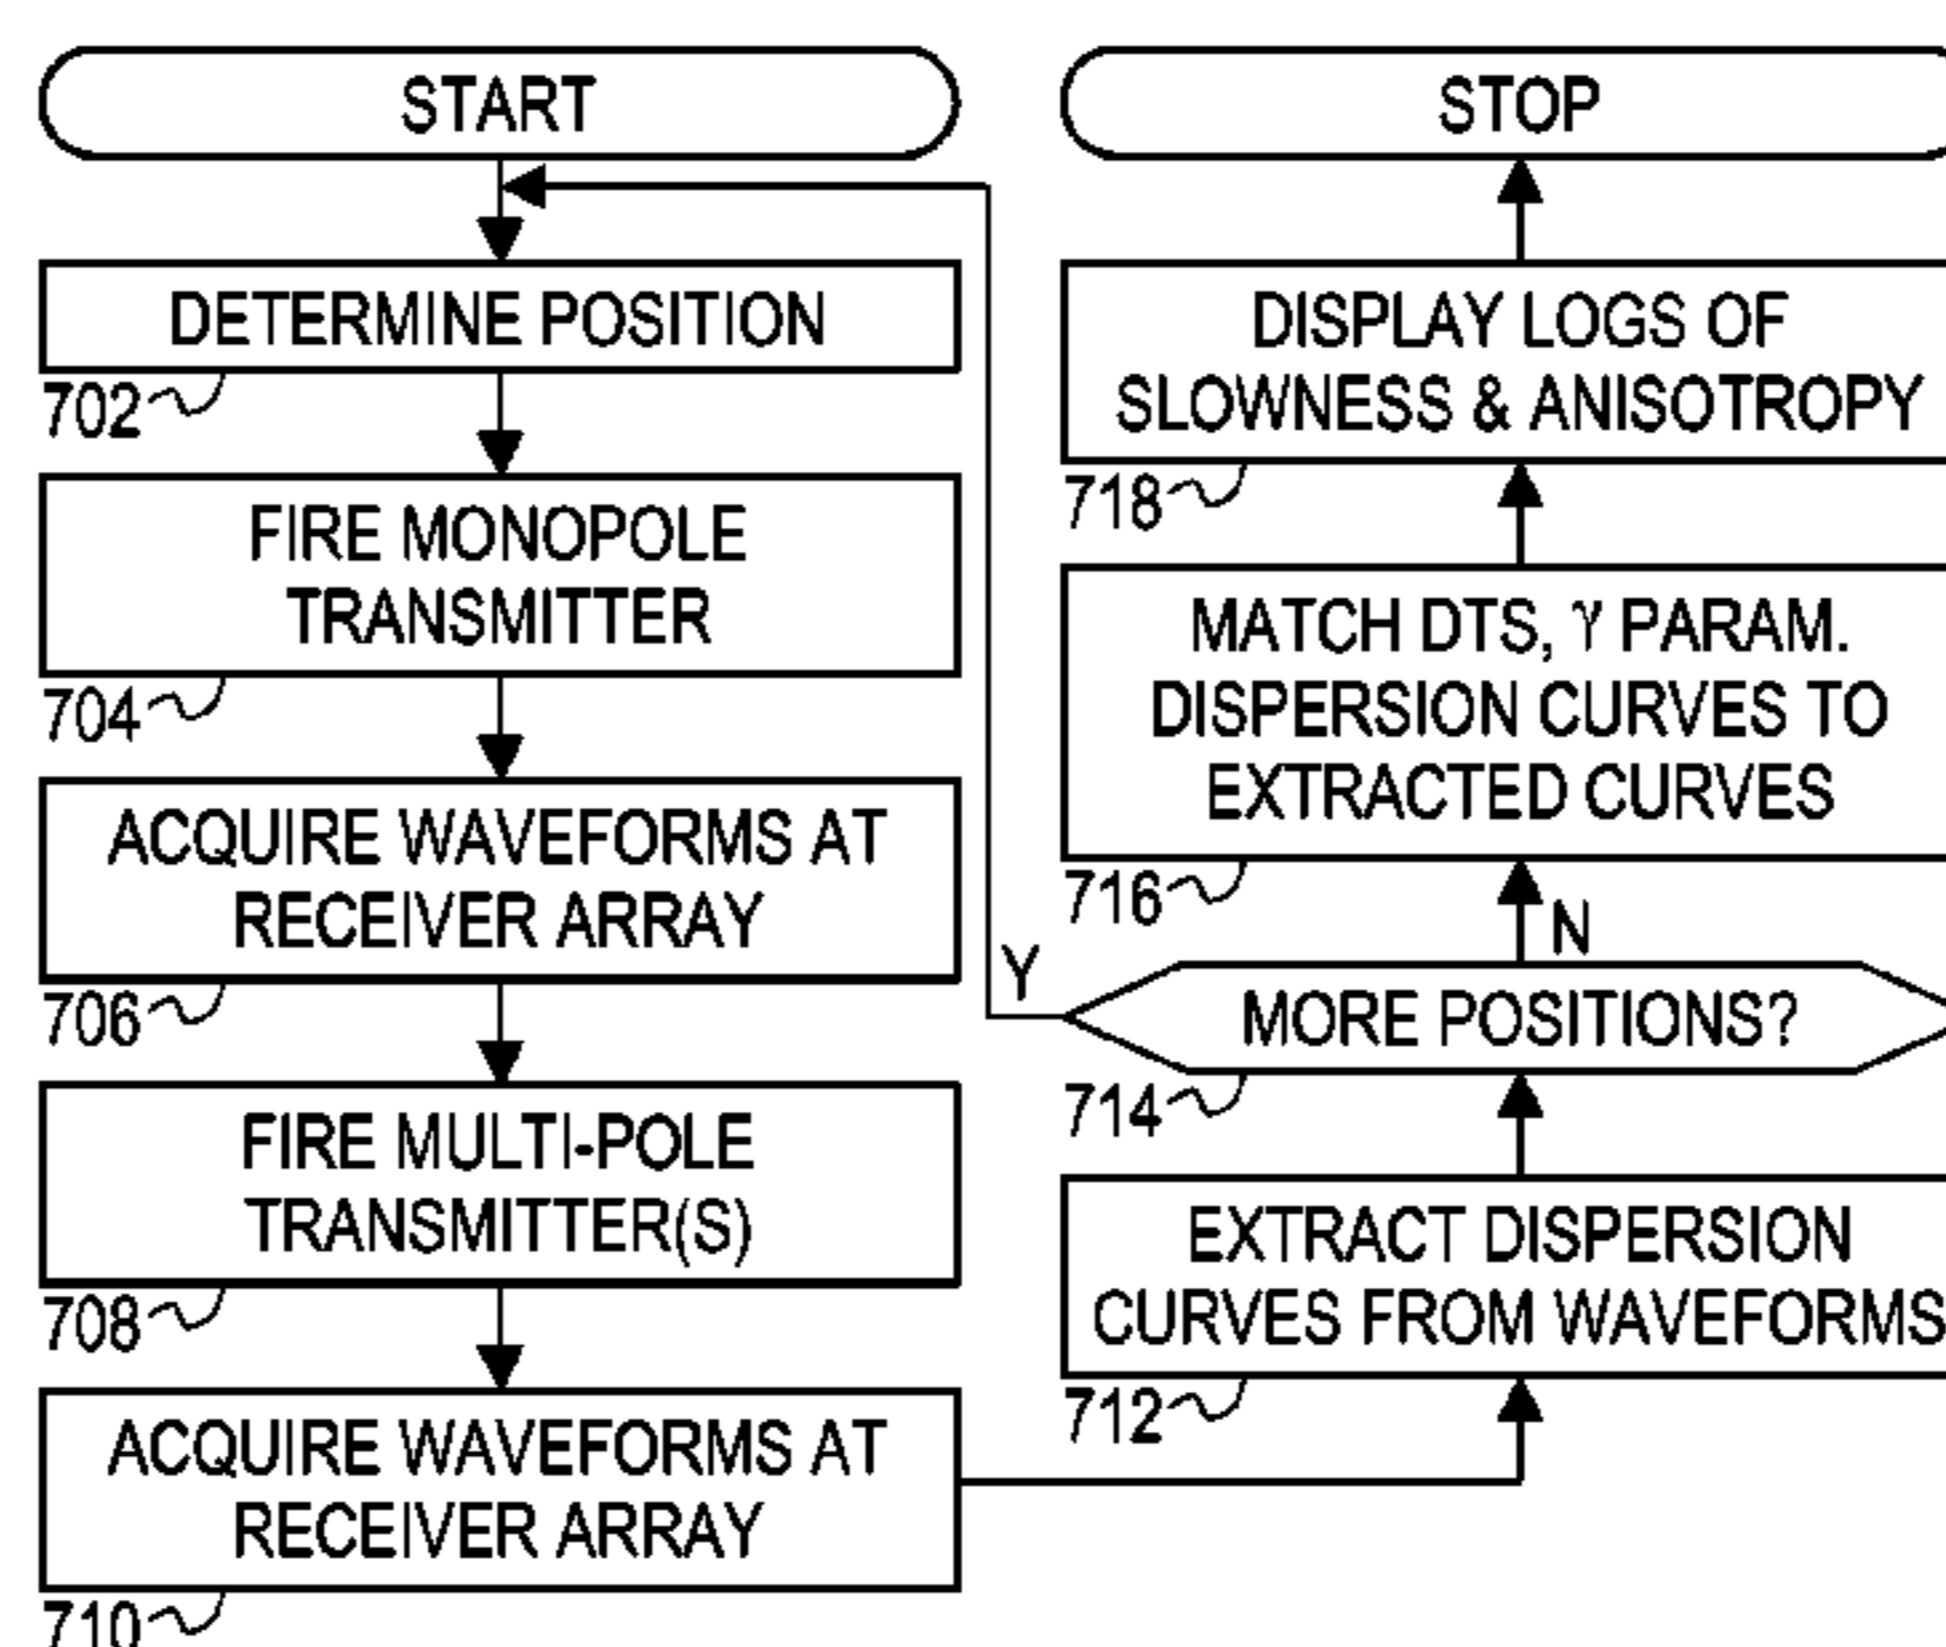 START
DETERMINE POSITION
702
FIRE MONOPOLE
TRANSMITTER
704
ACQUIRE WAVEFORMS AT
RECEIVER ARRAY
706
FIRE MULTI-POLE
TRANSMITTER(S)
708
ACQUIRE WAVEFORMS AT
RECEIVER ARRAY
710
STOP
DISPLAY LOGS OF
SLOWNESS & ANISOTROPY
718
MATCH DTS, γ PARAM.
DISPERSION CURVES TO
EXTRACTED CURVES
716
N
Y
MORE POSITIONS?
714
EXTRACT DISPERSION
CURVES FROM WAVEFORMS
712